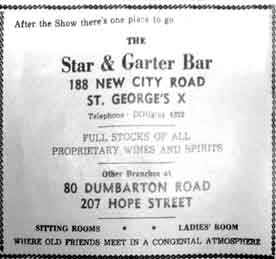 After the Show there's one place to go
THE
Star & Garter Bar
188 NEW CITY ROAD
ST. GEORGE'S X
Telephone: DOUglas
FULL STOCKS OF ALL
PROPRIETARY WINES AND SPIRITS
Other Branches at
80 DUMBARTON ROAD
207 HOPE STREET
SITTING ROOMS * * LADIES' ROOM
WHERE OLD FRIENDS MEET IN A CONGENIAL ATMOSPHERE